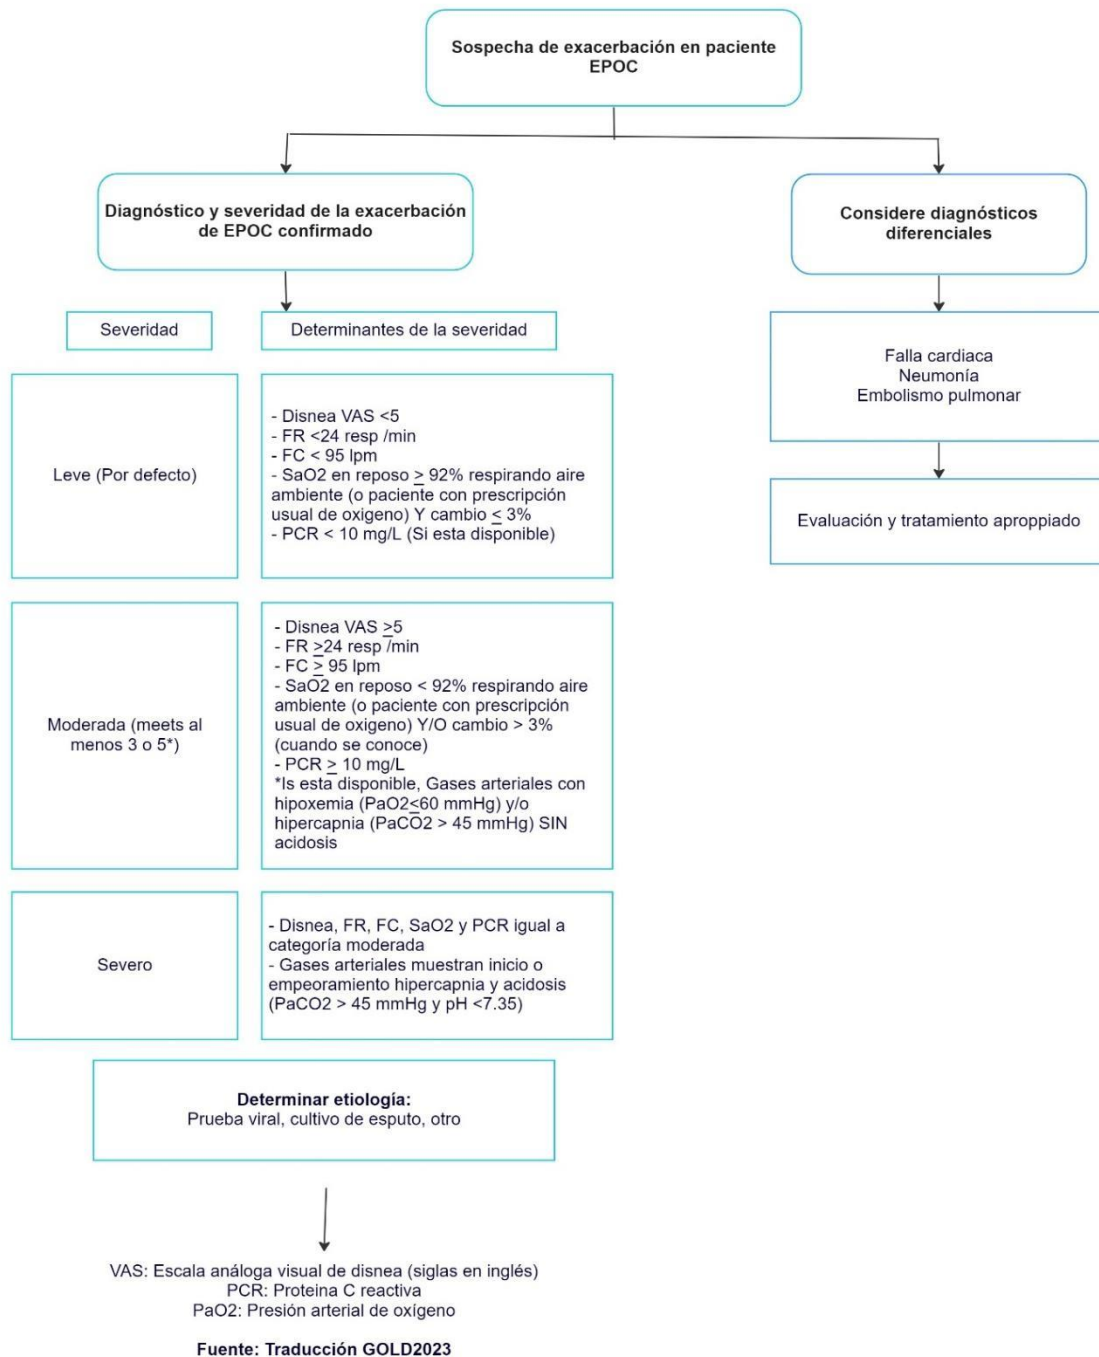 Sospecha de exacerbación en paciente
EPOC
Diagnóstico y severidad de la exacerbación
de EPOC confirmado
Considere diagnósticos
diferenciales
Severidad
Determinantes de la severidad
Falla cardiaca
Neumonía
Embolismo pulmonar
Evaluación y tratamiento aproppiado
Leve (Por defecto)
- Disnea VAS <5
- FR <24 resp /min
- FC < 95 lpm
- SaO2 en reposo ≥ 92% respirando aire
ambiente (o paciente con prescripción
usual de oxigeno) Y cambio ≤ 3%
- PCR < 10 mg/L (Si esta disponible)
Moderada (meets al
menos 3 o 5*)
- Disnea VAS ≥5
- FR ≥24 resp /min
- FC ≥ 95 lpm
- SaO2 en reposo < 92% respirando aire
ambiente (o paciente con prescripción
usual de oxigeno) Y/O cambio > 3%
(cuando se conoce)
- PCR ≥ 10 mg/L
*Is esta disponible, Gases arteriales con
hipoxemia (PaO2≤60 mmHg) y/o
hipercapnia (PaCO2 > 45 mmHg) SIN
acidosis
Severo
- Disnea, FR, FC, SaO2 y PCR igual a
categoría moderada
- Gases arteriales muestran inicio o
empeoramiento hipercapnia y acidosis
(PaCO2 > 45 mmHg y pH <7.35)
Determinar etiología:
Prueba viral, cultivo de esputo, otro
VAS: Escala análoga visual de disnea (siglas en inglés)
PCR: Proteina C reactiva
PaO2: Presión arterial de oxígeno
Fuente: Traducción GOLD2023